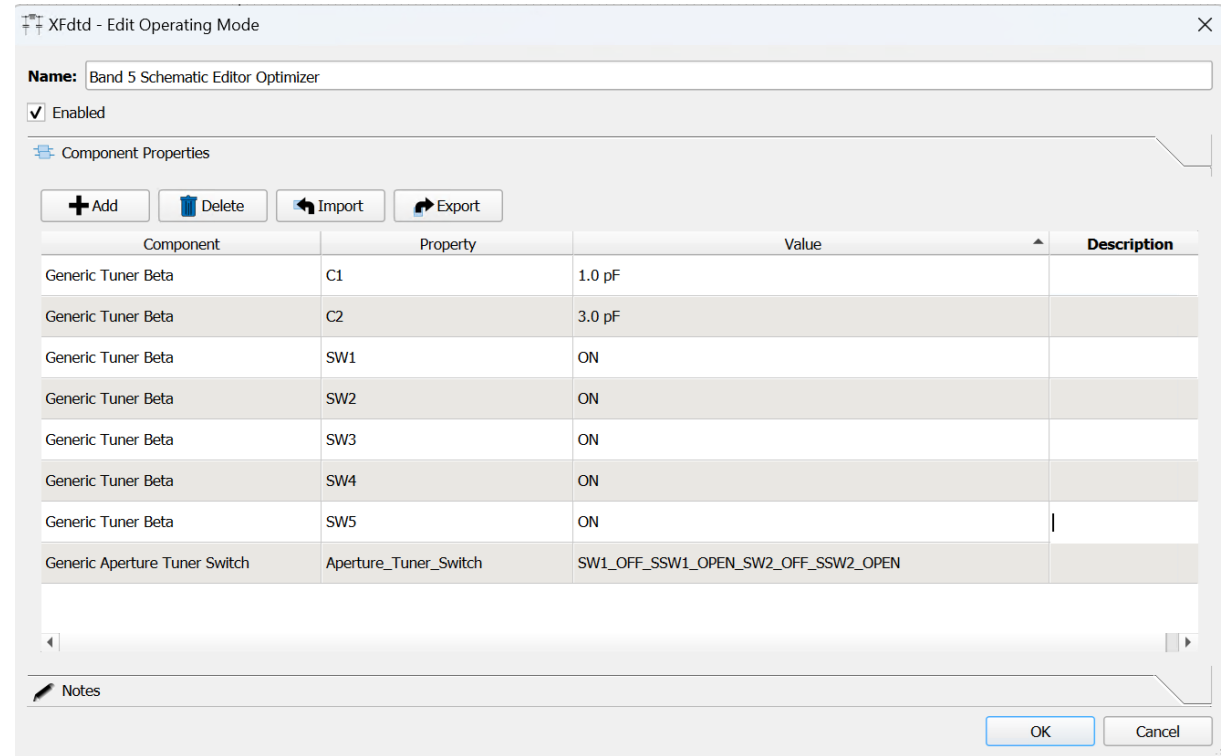 XFdtd - Edit Operating Mode
Name: Band 5 Schematic Editor Optimizer
Enabled
Component Properties
Add Delete Import Export
Component Property Value Description
Generic Tuner Beta C1 1.0 pF
Generic Tuner Beta C2 3.0 pF
Generic Tuner Beta SW1 ON
Generic Tuner Beta SW2 ON
Generic Tuner Beta SW3 ON
Generic Tuner Beta SW4 ON
Generic Tuner Beta SW5 ON
Generic Aperture Tuner Switch Aperture_Tuner_Switch SW1_OFF_SSW1_OPEN_SW2_OFF_SSW2_OPEN
Notes
OK Cancel